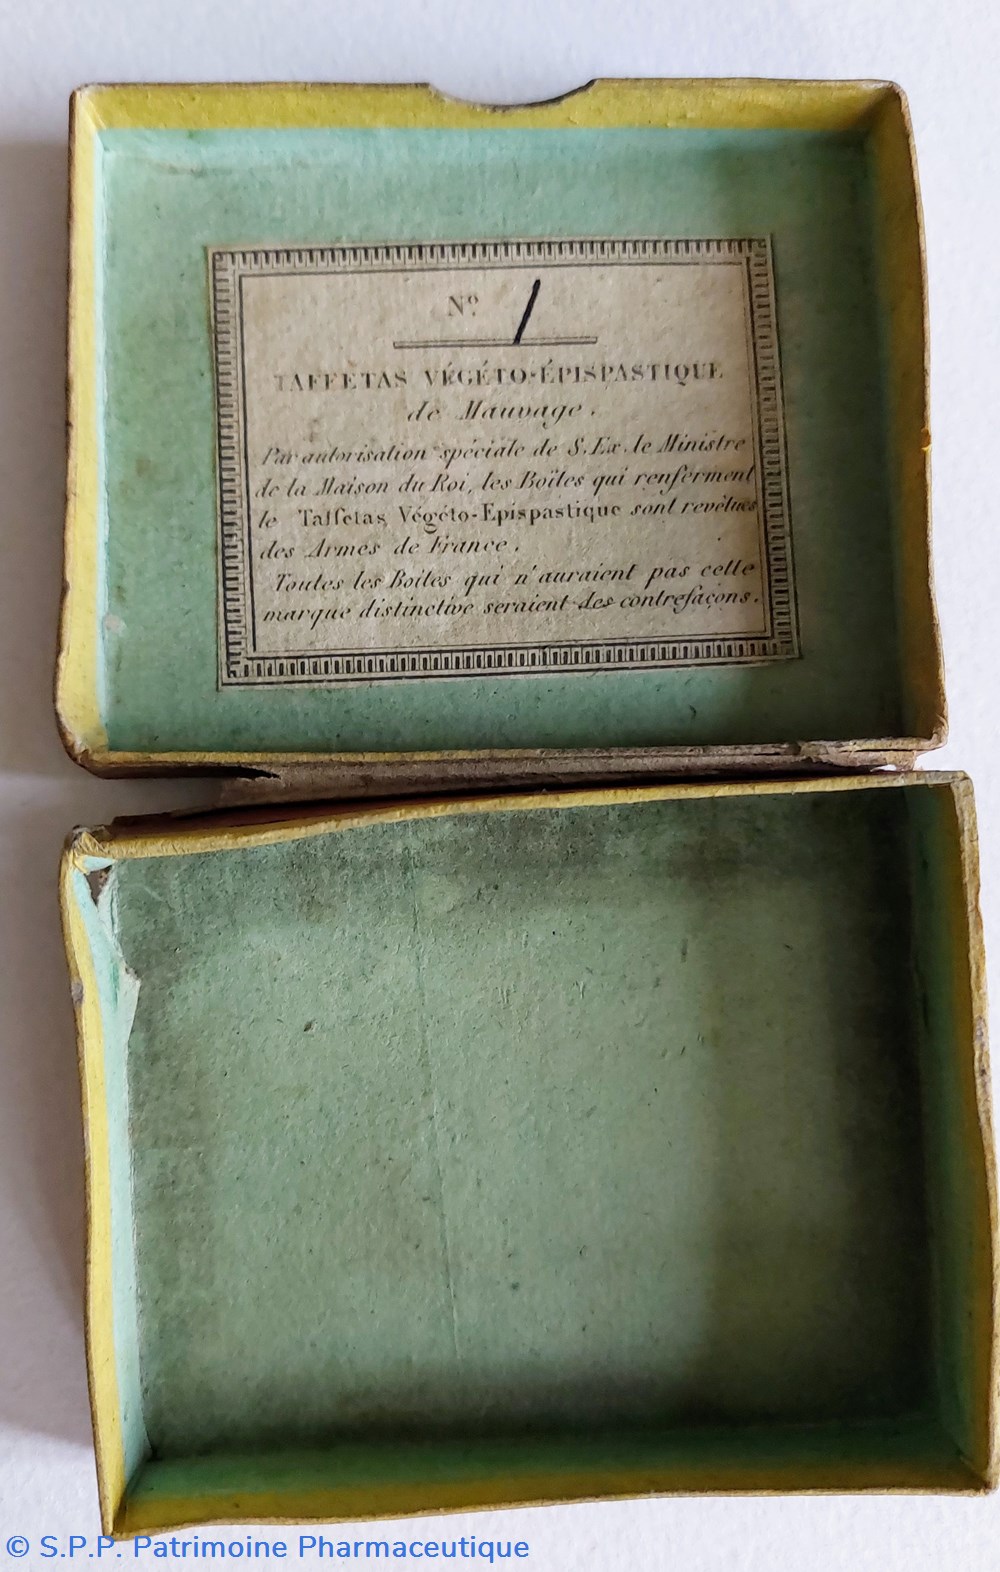 Nº 1
TAFFETAS VÉGÉTO-ÉPISPASTIQUE
de Mauvage.
Par autorisation spéciale de S. Ex. le Ministre
de la Maison du Roi, les Boîtes qui renferment
le Taffetas Végéto-Epispastique sont revêtues
des Armes de France.
Toutes les Boîtes qui n'auraient pas cette
marque distinctive seraient des contrefaçons.
© S.P.P. Patrimoine Pharmaceutique